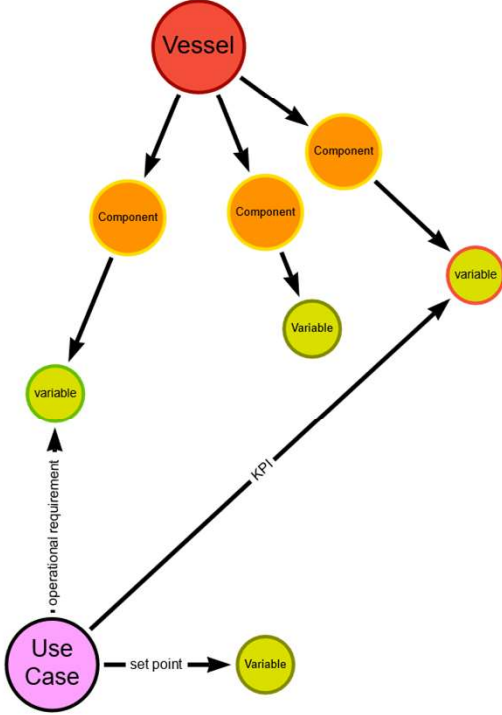 Vessel
Component
Component
Component
variable
Variable
variable
KPI
operational requirement
Use
Case
set point
Variable